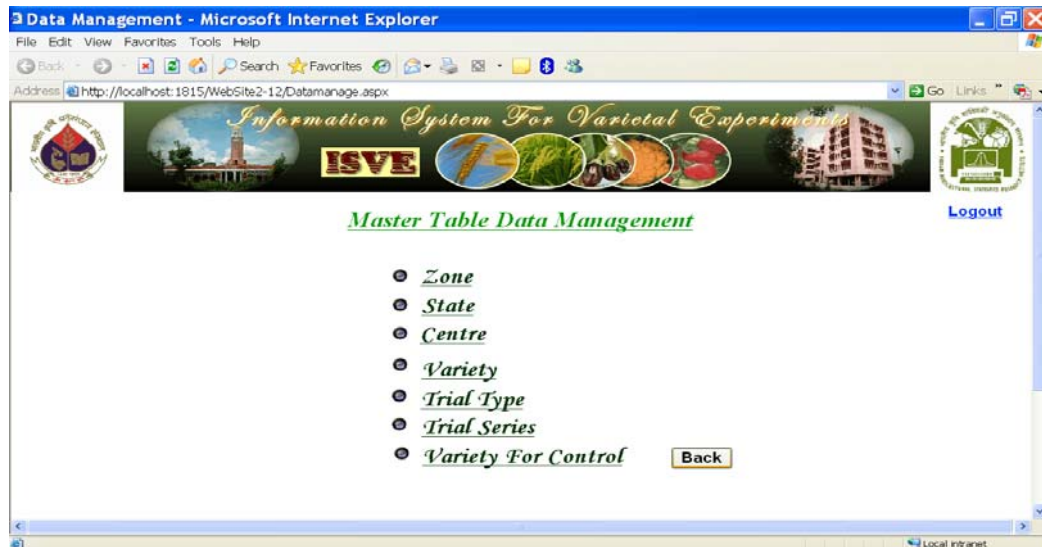 Data Management - Microsoft Internet Explorer
File Edit View Favorites Tools Help
Back Search Favorites
Address http://localhost:1815/WebSite2-12/Datamanage.aspx Go Links "
Information System For Varietal Experiments
ISVE
Master Table Data Management
Logout
Zone
State
Centre
Variety
Trial Type
Trial Series
Variety For Control Back
Local intranet